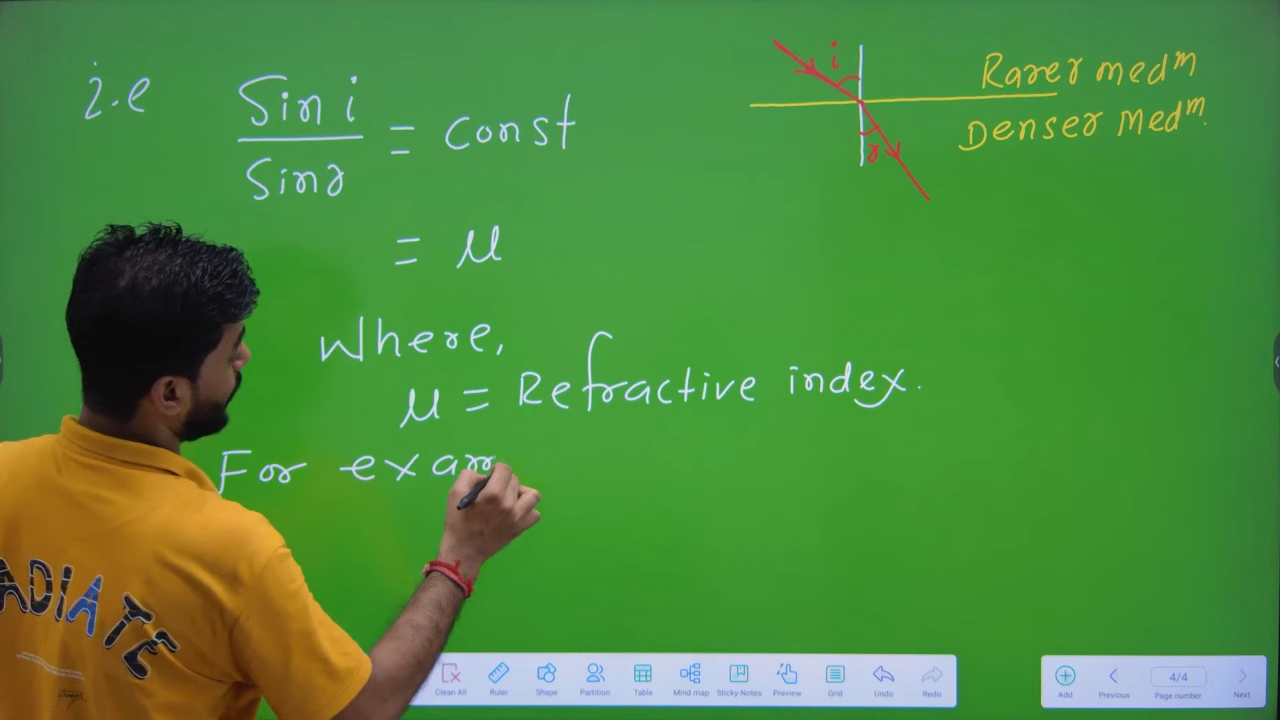 i.e
Sin i
Sin r
= const
= μ
Where,
μ = Refractive index.
For exam
i
r
Rarer medᵐ
Denser Medᵐ.
ADIATE
Clean All
Ruler
Shape
Partition
Table
Mind map
Sticky-Notes
Preview
Grid
Undo
Redo
Add
Previous
4/4
Page number
Next